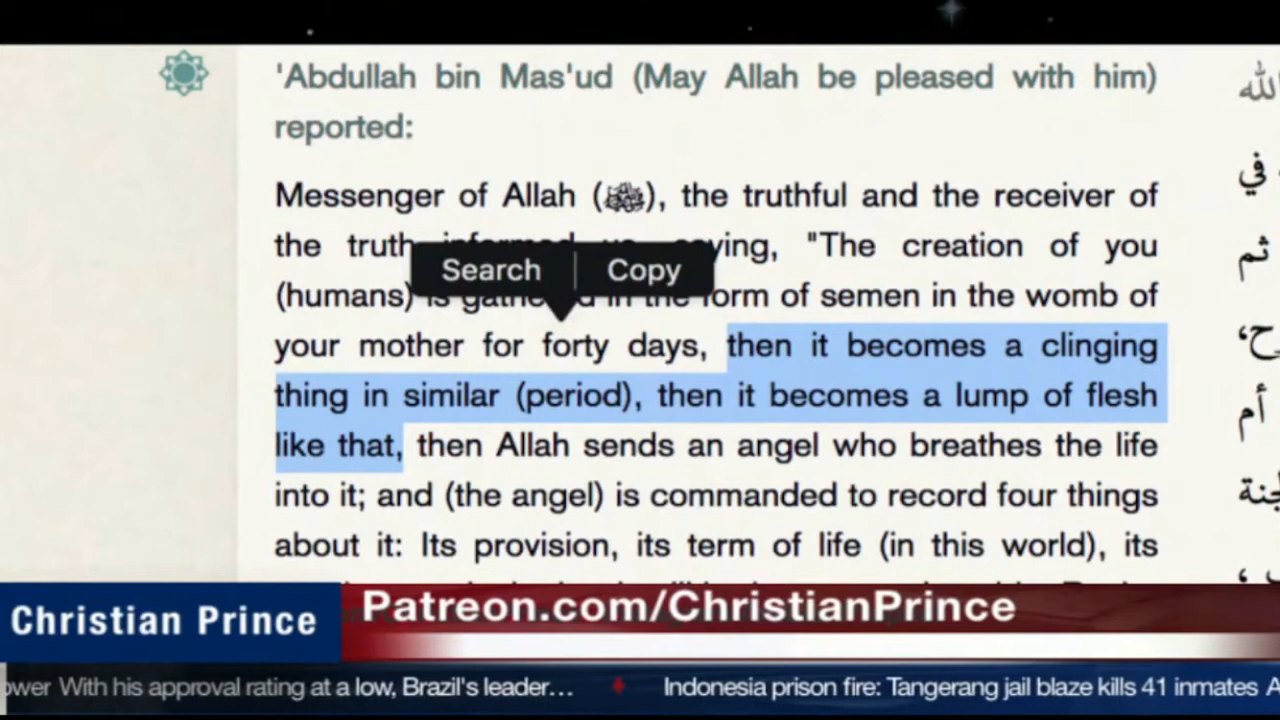 'Abdullah bin Mas'ud (May Allah be pleased with him)
reported:
Messenger of Allah (ﷺ), the truthful and the receiver of
the truth informed us, saying, "The creation of you
(humans) is gathered in the form of semen in the womb of
your mother for forty days, then it becomes a clinging
thing in similar (period), then it becomes a lump of flesh
like that, then Allah sends an angel who breathes the life
into it; and (the angel) is commanded to record four things
about it: Its provision, its term of life (in this world), its
Search Copy
الله
في
ثم
أم
Christian Prince
Patreon.com/ChristianPrince
ower With his approval rating at a low, Brazil's leader... Indonesia prison fire: Tangerang jail blaze kills 41 inmates A